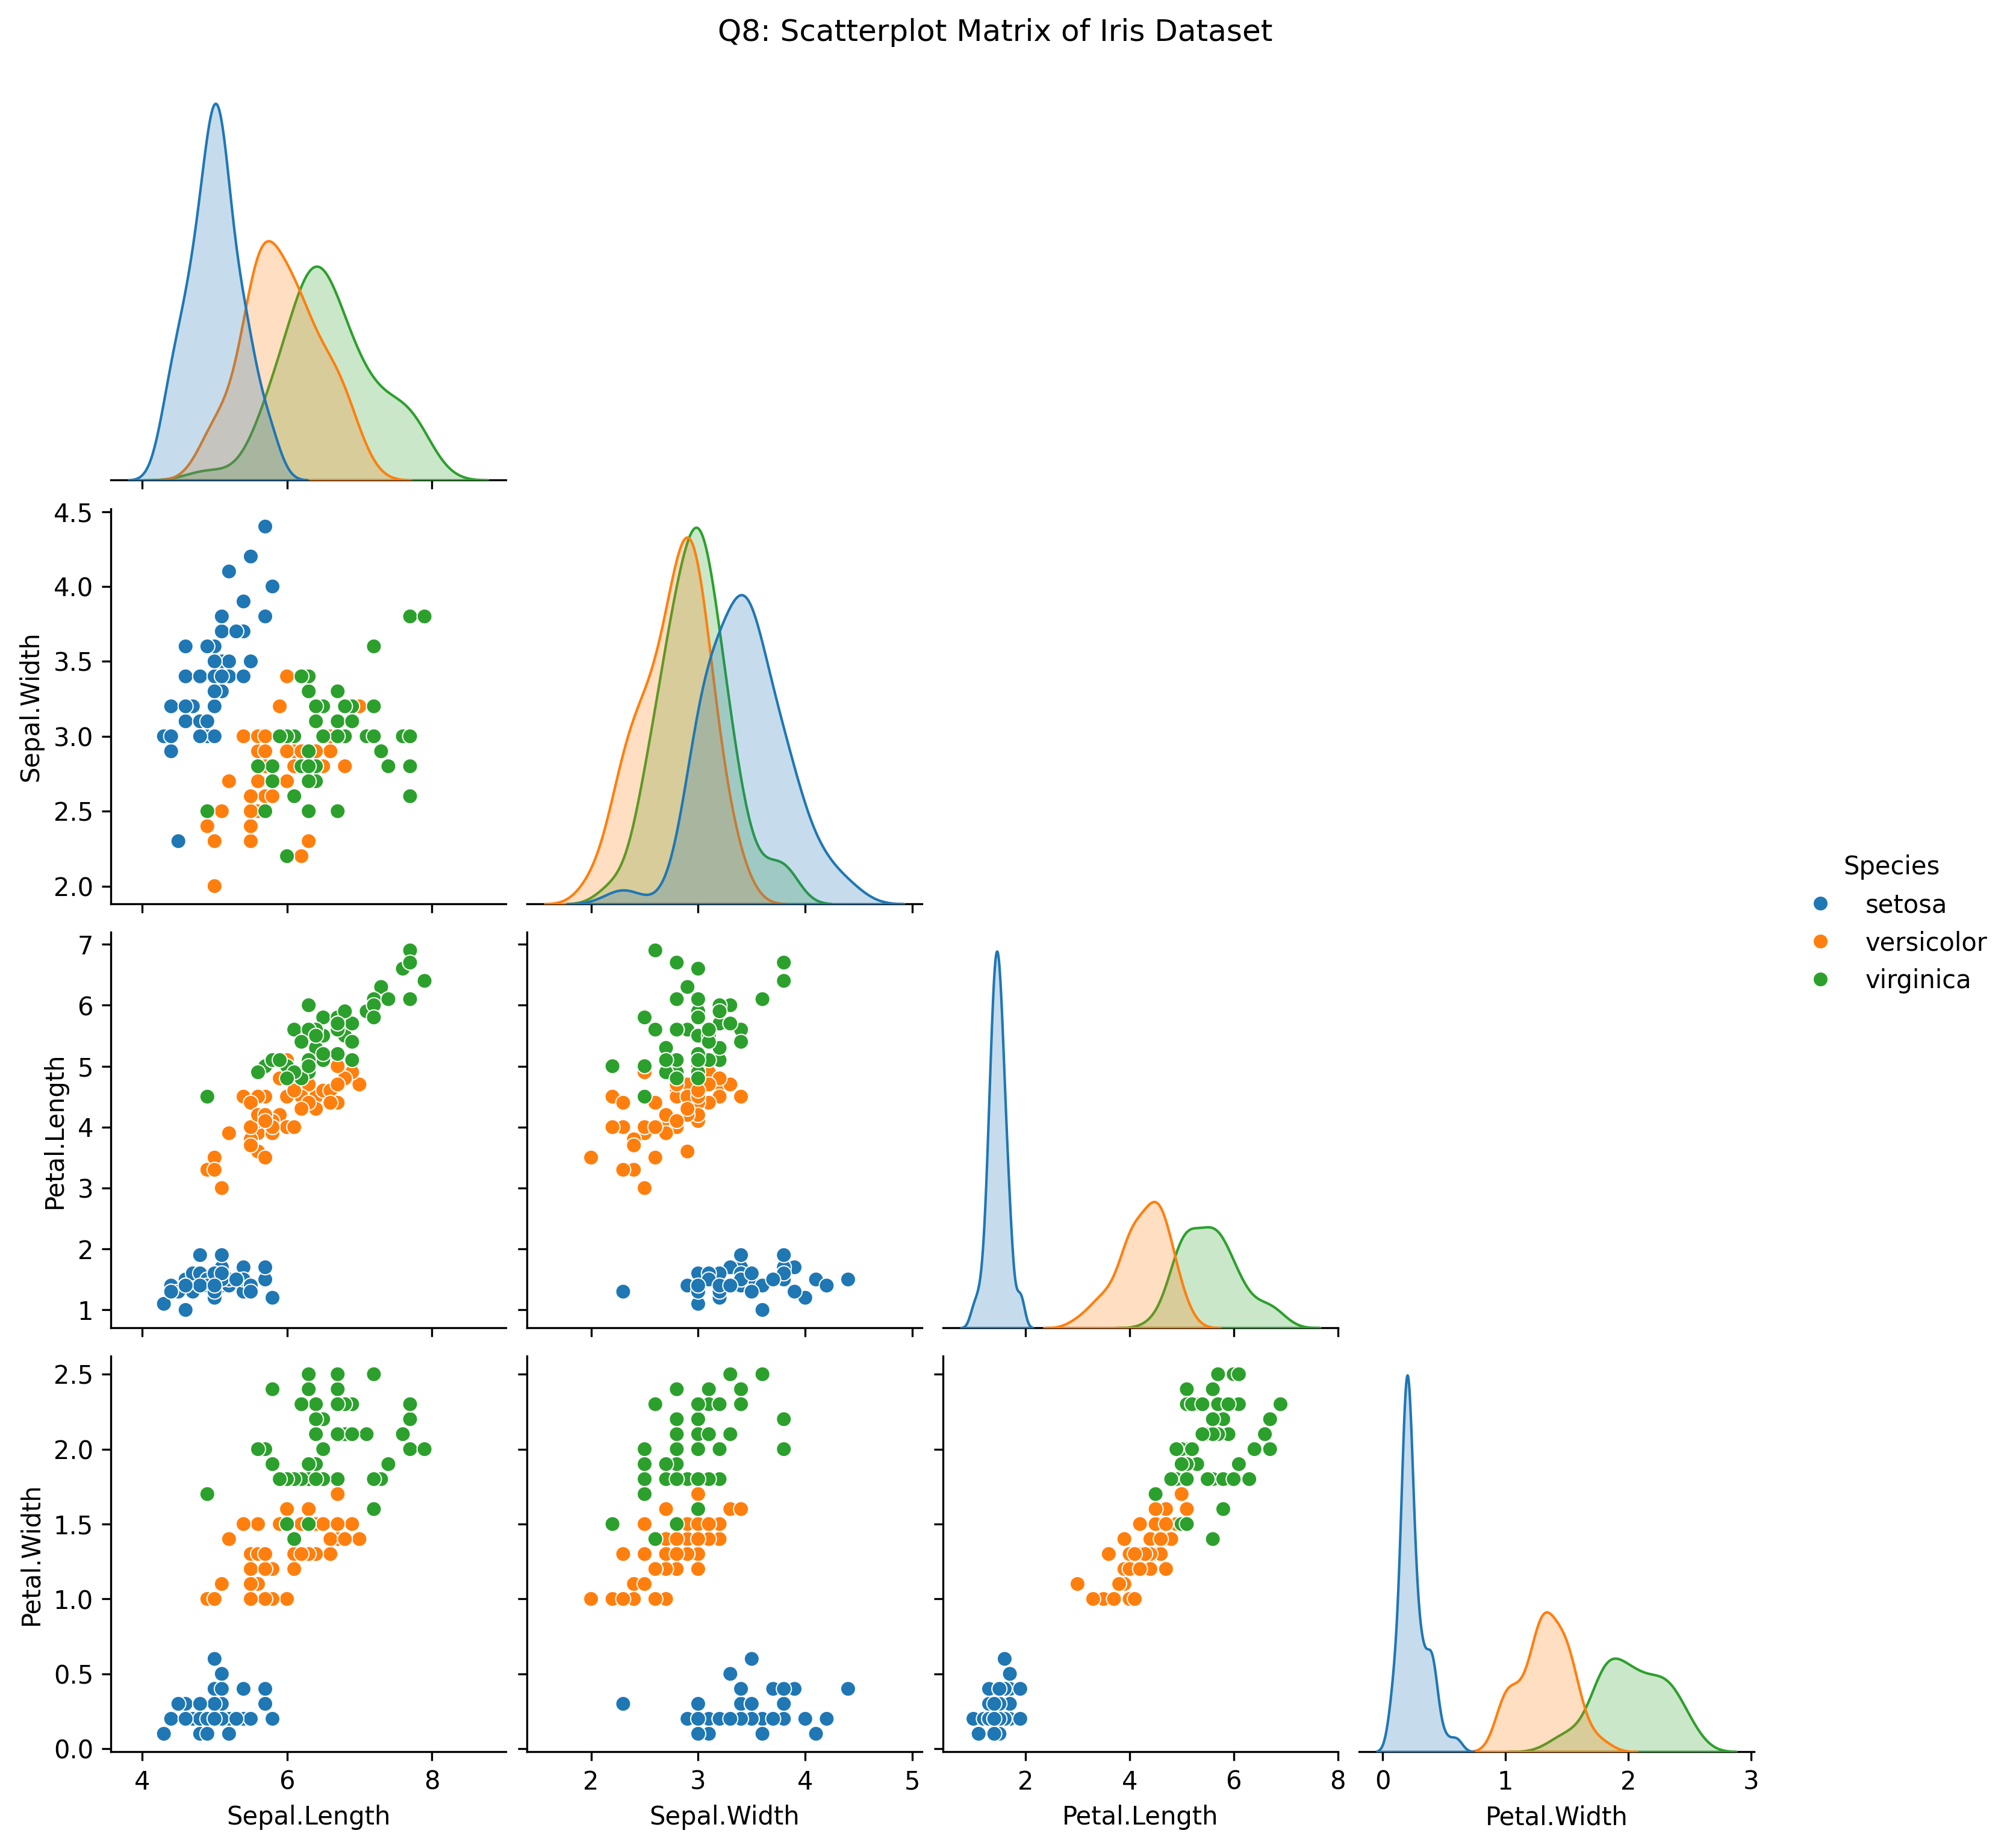 Q8: Scatterplot Matrix of Iris Dataset
4.5
4.0
3.5
3.0
2.5
2.0
Sepal.Width
7
6
5
4
3
2
1
Petal.Length
Species
setosa
versicolor
virginica
2.5
2.0
1.5
1.0
0.5
0.0
Petal.Width
4 6 8
2 3 4 5
2 4 6 8
0 1 2 3
Sepal.Length
Sepal.Width
Petal.Length
Petal.Width